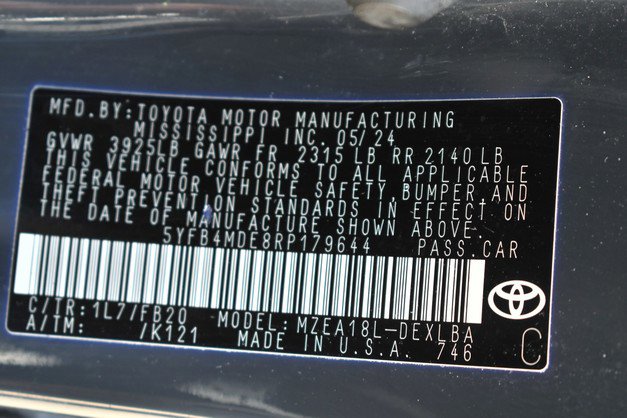 MFD.BY:TOYOTA MOTOR MANUFACTURING
MISSISSIPPI INC. 05/24
GVWR 3925LB GAWR FR 2315 LB RR 2140 LB
THIS VEHICLE CONFORMS TO ALL APPLICABLE
FEDERAL MOTOR VEHICLE SAFETY, BUMPER, AND
THEFT PREVENTION STANDARDS IN EFFECT ON
THE DATE OF MANUFACTURE SHOWN ABOVE.
5YFB4MDE8RP179644 PASS.CAR
C/TR:1L7/FB20 MODEL: MZEA18L-DEXLBA
A/TM: /K121 MADE IN U.S.A. 746 C